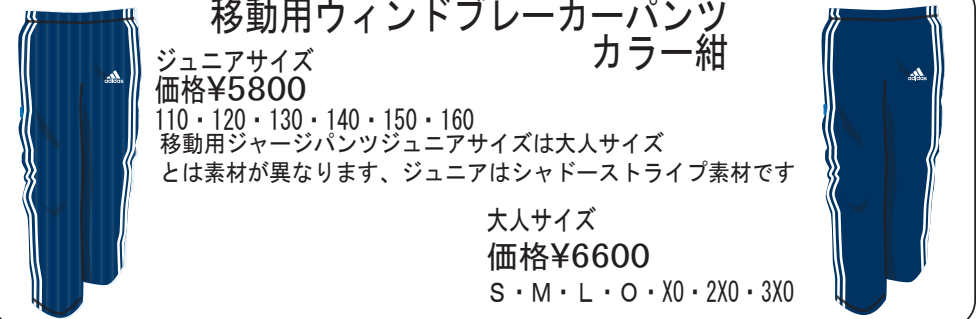 移動用ウィンドブレーカーパンツ
カラー紺
ジュニアサイズ
価格¥5800
110・120・130・140・150・160
移動用ジャージパンツジュニアサイズは大人サイズ
とは素材が異なります、ジュニアはシャドーストライプ素材です
大人サイズ
価格¥6600
S・M・L・O・XO・2XO・3XO
adidas
adidas